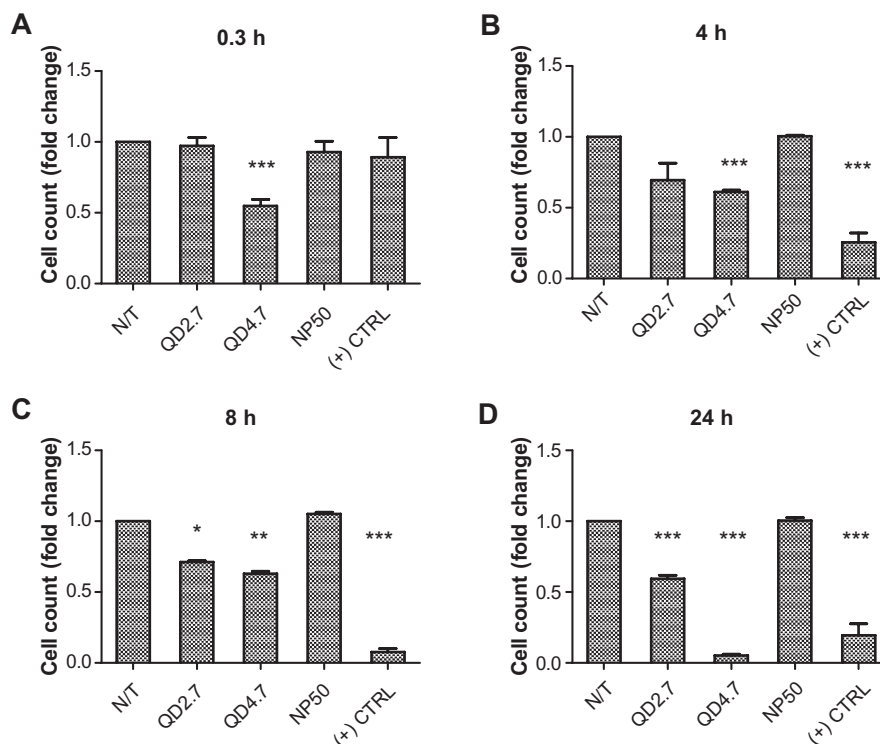 A
0.3 h
Cell count (fold change)
1.5
1.0
0.5
0.0
***
N/T
QD2.7
QD4.7
NP50
(+) CTRL
B
4 h
Cell count (fold change)
1.5
1.0
0.5
0.0
***
***
N/T
QD2.7
QD4.7
NP50
(+) CTRL
C
8 h
Cell count (fold change)
1.5
1.0
0.5
0.0
*
**
***
N/T
QD2.7
QD4.7
NP50
(+) CTRL
D
24 h
Cell count (fold change)
1.5
1.0
0.5
0.0
***
***
***
N/T
QD2.7
QD4.7
NP50
(+) CTRL